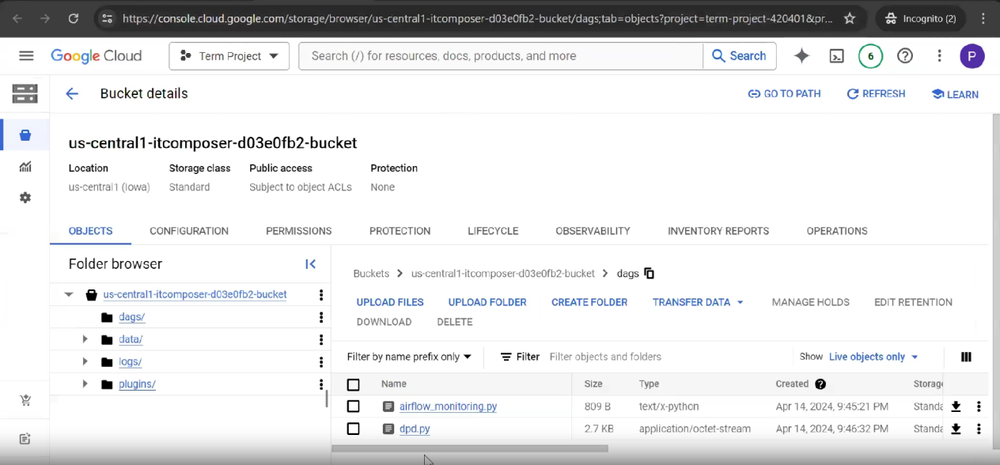 https://console.cloud.google.com/storage/browser/us-central1-itcomposer-d03e0fb2-bucket/dags;tab=objects?project=term-project-420401&pr...
Incognito (2)
Google Cloud
Term Project
Search (/) for resources, docs, products, and more
Search
6
P
Bucket details
GO TO PATH
REFRESH
LEARN
us-central1-itcomposer-d03e0fb2-bucket
Location Storage class Public access Protection
us-central1 (Iowa) Standard Subject to object ACLs None
OBJECTS CONFIGURATION PERMISSIONS PROTECTION LIFECYCLE OBSERVABILITY INVENTORY REPORTS OPERATIONS
Folder browser
us-central1-itcomposer-d03e0fb2-bucket
dags/
data/
logs/
plugins/
Buckets > us-central1-itcomposer-d03e0fb2-bucket > dags
UPLOAD FILES UPLOAD FOLDER CREATE FOLDER TRANSFER DATA MANAGE HOLDS EDIT RETENTION
DOWNLOAD DELETE
Filter by name prefix only Filter Filter objects and folders Show Live objects only
Name Size Type Created Storag
airflow_monitoring.py 809 B text/x-python Apr 14, 2024, 9:45:21 PM Standa
dpd.py 2.7 KB application/octet-stream Apr 14, 2024, 9:46:32 PM Standa